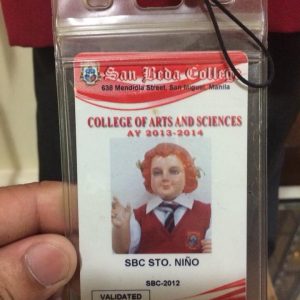 San Beda College
638 Mendiola Street, San Miguel, Manila
COLLEGE OF ARTS AND SCIENCES
AY 2013-2014
SBC STO. NIÑO
SBC-2012
VALIDATED